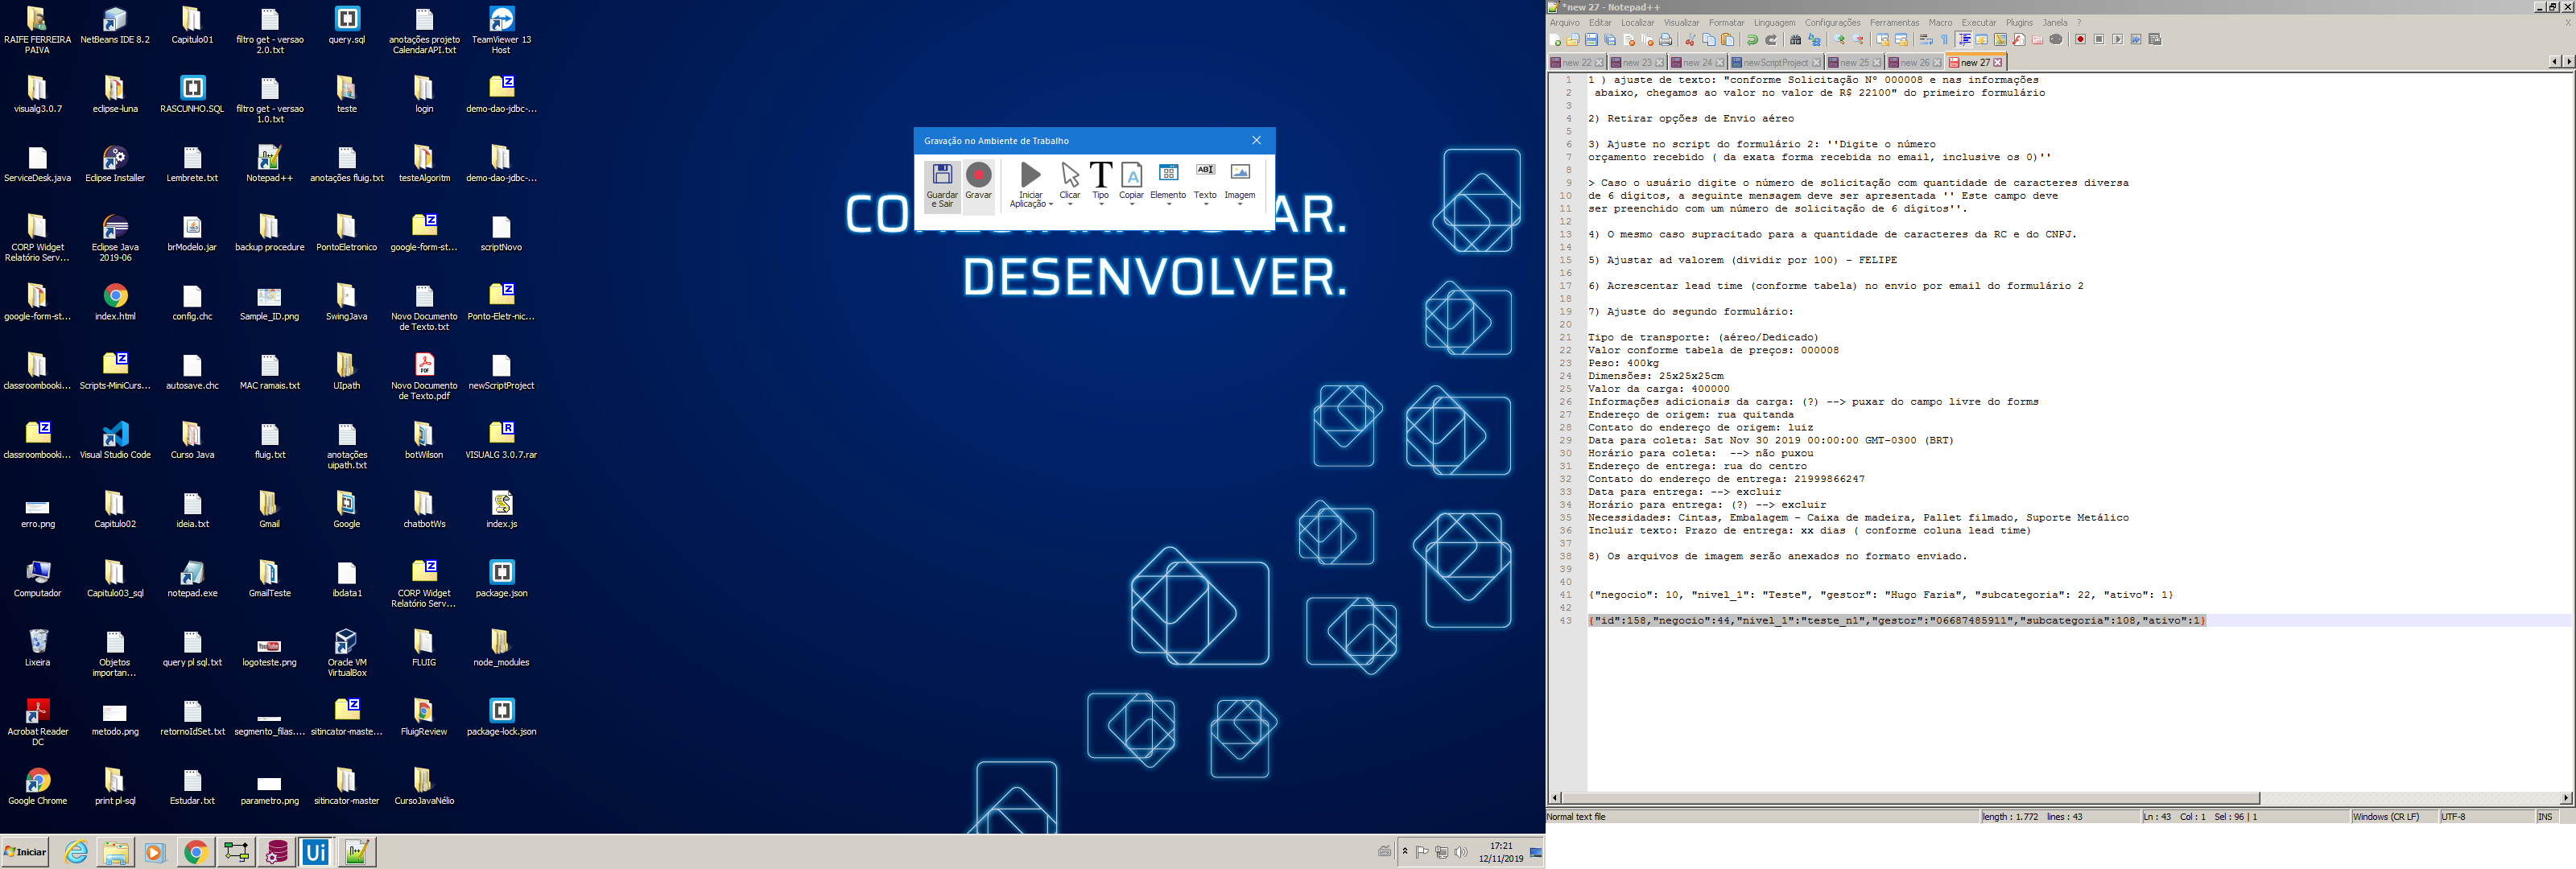 RAIFE FERREIRA PAIVA
NetBeans IDE 8.2
Capitulo01
filtro get - versao 2.0.txt
query.sql
anotações projeto CalendarAPI.txt
TeamViewer 13 Host
visualg3.0.7
eclipse-luna
RASCUNHO.SQL
filtro get - versao 1.0.txt
teste
login
demo-dao-jdbc-...
ServiceDesk.java
Eclipse Installer
Lembrete.txt
Notepad++
anotações fluig.txt
testeAlgoritm
demo-dao-jdbc-...
CORP Widget Relatório Serv...
Eclipse Java 2019-06
brModelo.jar
backup procedure
PontoEletronico
google-form-st...
scriptNovo
google-form-st...
index.html
config.chc
Sample_ID.png
SwingJava
Novo Documento de Texto.txt
Ponto-Eletr-nic...
classroombooki...
Scripts-MiniCurs...
autosave.chc
MAC ramais.txt
UIpath
Novo Documento de Texto.pdf
newScriptProject
classroombooki...
Visual Studio Code
Curso Java
fluig.txt
anotações uipath.txt
botWilson
VISUALG 3.0.7.rar
erro.png
Capitulo02
ideia.txt
Gmail
Google
chatbotWs
index.js
Computador
Capitulo03_sql
notepad.exe
GmailTeste
ibdata1
CORP Widget Relatório Serv...
package.json
Lixeira
Objetos importan...
query pl sql.txt
logoteste.png
Oracle VM VirtualBox
FLUIG
node_modules
Acrobat Reader DC
metodo.png
retornoIdSet.txt
segmento_filas....
sitincator-maste...
FluigReview
package-lock.json
Google Chrome
print pl-sql
Estudar.txt
parametro.png
sitincator-master
CursoJavaNélio
Gravação no Ambiente de Trabalho
Guardar e Sair
Gravar
Iniciar Aplicação
Clicar
Tipo
Copiar
Elemento
Texto
Imagem
DESENVOLVER.
Iniciar
17:21
12/11/2019
*new 27 - Notepad++
Arquivo Editar Localizar Visualizar Formatar Linguagem Configurações Ferramentas Macro Executar Plugins Janela ?
new 22 new 23 new 24 newScriptProject new 25 new 26 new 27
1 1 ) ajuste de texto: "conforme Solicitação Nº 000008 e nas informações
2 abaixo, chegamos ao valor no valor de R$ 22100" do primeiro formulário
3
4 2) Retirar opções de Envio aéreo
5
6 3) Ajuste no script do formulário 2: ''Digite o número
7 orçamento recebido ( da exata forma recebida no email, inclusive os 0)''
8
9 > Caso o usuário digite o número de solicitação com quantidade de caracteres diversa
10 de 6 dígitos, a seguinte mensagem deve ser apresentada '' Este campo deve
11 ser preenchido com um número de solicitação de 6 dígitos''.
12
13 4) O mesmo caso supracitado para a quantidade de caracteres da RC e do CNPJ.
14
15 5) Ajustar ad valorem (dividir por 100) - FELIPE
16
17 6) Acrescentar lead time (conforme tabela) no envio por email do formulário 2
18
19 7) Ajuste do segundo formulário:
20
21 Tipo de transporte: (aéreo/Dedicado)
22 Valor conforme tabela de preços: 000008
23 Peso: 400kg
24 Dimensões: 25x25x25cm
25 Valor da carga: 400000
26 Informações adicionais da carga: (?) --> puxar do campo livre do forms
27 Endereço de origem: rua quitanda
28 Contato do endereço de origem: luiz
29 Data para coleta: Sat Nov 30 2019 00:00:00 GMT-0300 (BRT)
30 Horário para coleta: --> não puxou
31 Endereço de entrega: rua do centro
32 Contato do endereço de entrega: 21999866247
33 Data para entrega: --> excluir
34 Horário para entrega: (?) --> excluir
35 Necessidades: Cintas, Embalagem - Caixa de madeira, Pallet filmado, Suporte Metálico
36 Incluir texto: Prazo de entrega: xx dias ( conforme coluna lead time)
37
38 8) Os arquivos de imagem serão anexados no formato enviado.
39
40
41 {"negocio": 10, "nivel_1": "Teste", "gestor": "Hugo Faria", "subcategoria": 22, "ativo": 1}
42
43 {"id":158,"negocio":44,"nivel_1":"teste_n1","gestor":"06687485911","subcategoria":108,"ativo":1}
Normal text file
length : 1.772 lines : 43
Ln : 43 Col : 1 Sel : 96 | 1
Windows (CR LF)
UTF-8
INS